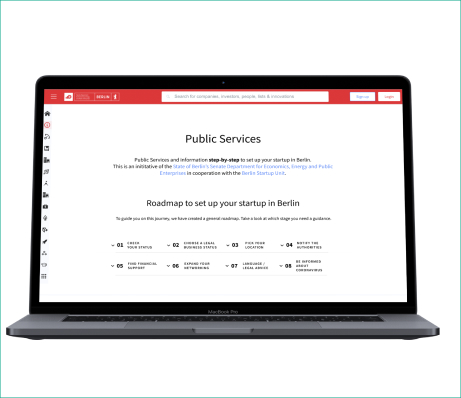 BERLIN
Search for companies, investors, people, lists & innovations
Sign up
Login
Public Services
Public Services and information step-by-step to set up your startup in Berlin.
This is an inititative of the State of Berlin's Senate Department for Economics, Energy and Public
Enterprises in cooperation with the Berlin Startup Unit.
Roadmap to set up your startup in Berlin
To guide you on this journey, we have created a general roadmap. Take a look at which stage you need a guidance.
01 CHECK YOUR STATUS
02 CHOOSE A LEGAL BUSINESS STATUS
03 PICK YOUR LOCATION
04 NOTIFY THE AUTHORITIES
05 FIND FINANCIAL SUPPORT
06 EXPAND YOUR NETWORKING
07 LANGUAGE / LEGAL ADVICE
08 BE INFORMED ABOUT CORONAVIRUS
MacBook Pro